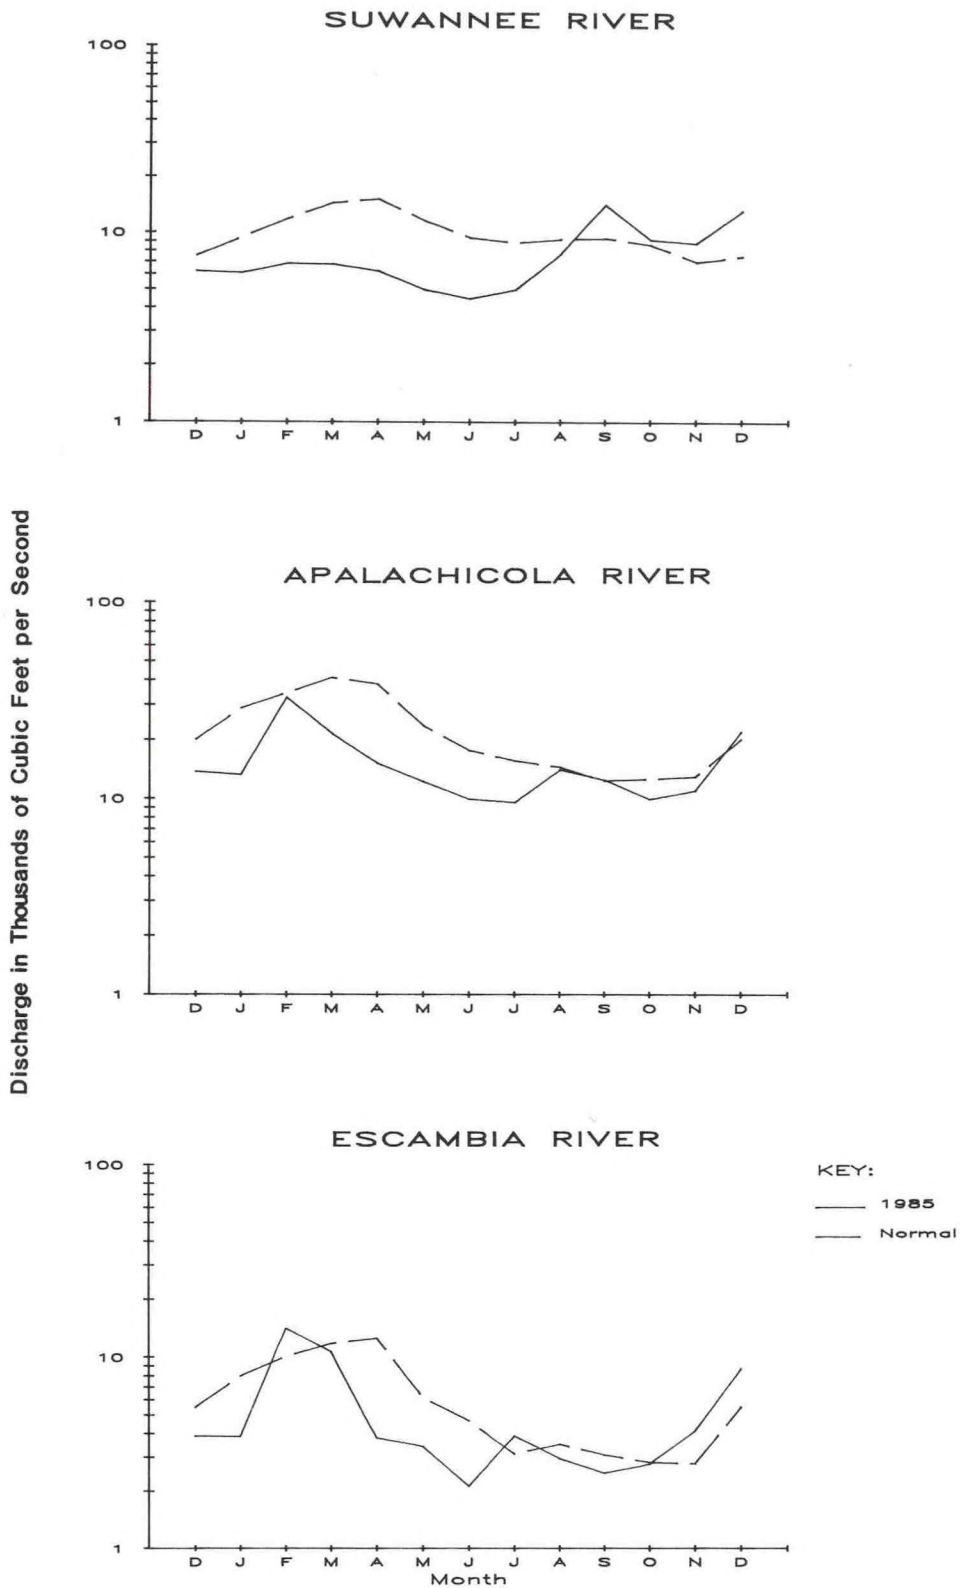 SUWANNEE RIVER
100
10
1
D J F M A M J J A S O N D
Discharge in Thousands of Cubic Feet per Second
APALACHICOLA RIVER
100
10
1
D J F M A M J J A S O N D
ESCAMBIA RIVER
100
10
1
D J F M A M J J A S O N D
Month
KEY:
1985
Normal